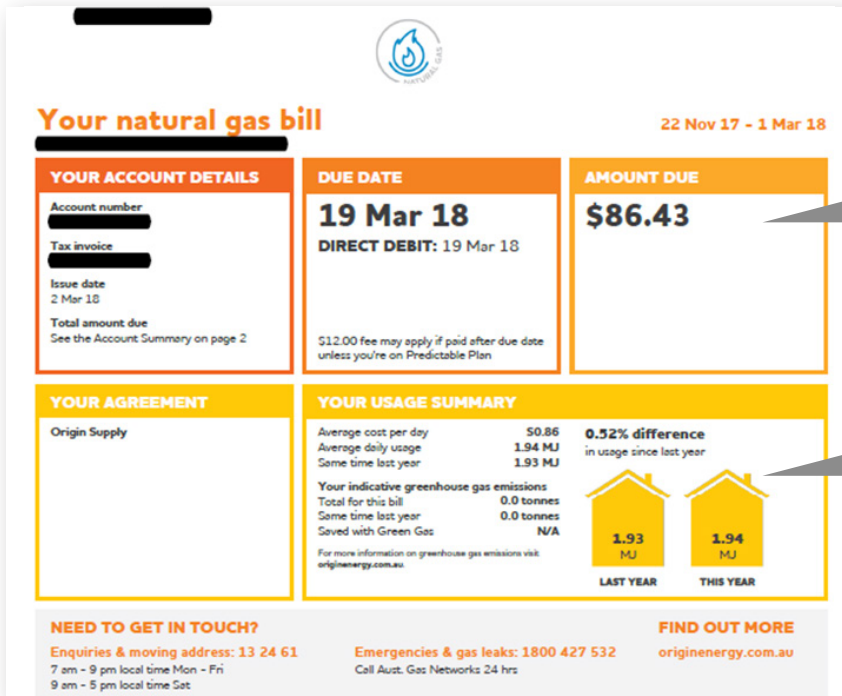 NATURAL GAS
Your natural gas bill
22 Nov 17 - 1 Mar 18
YOUR ACCOUNT DETAILS
Account number
Tax invoice
Issue date
2 Mar 18
Total amount due
See the Account Summary on page 2
DUE DATE
19 Mar 18
DIRECT DEBIT: 19 Mar 18
$12.00 fee may apply if paid after due date
unless you're on Predictable Plan
AMOUNT DUE
$86.43
YOUR AGREEMENT
Origin Supply
YOUR USAGE SUMMARY
Average cost per day $0.86
Average daily usage 1.94 MJ
Same time last year 1.93 MJ
Your indicative greenhouse gas emissions
Total for this bill 0.0 tonnes
Same time last year 0.0 tonnes
Saved with Green Gas N/A
For more information on greenhouse gas emissions visit
originenergy.com.au.
0.52% difference
in usage since last year
1.93 1.94
MJ MJ
LAST YEAR THIS YEAR
NEED TO GET IN TOUCH?
Enquiries & moving address: 13 24 61
7 am - 9 pm local time Mon - Fri
9 am - 5 pm local time Sat
Emergencies & gas leaks: 1800 427 532
Call Aust. Gas Networks 24 hrs
FIND OUT MORE
originenergy.com.au